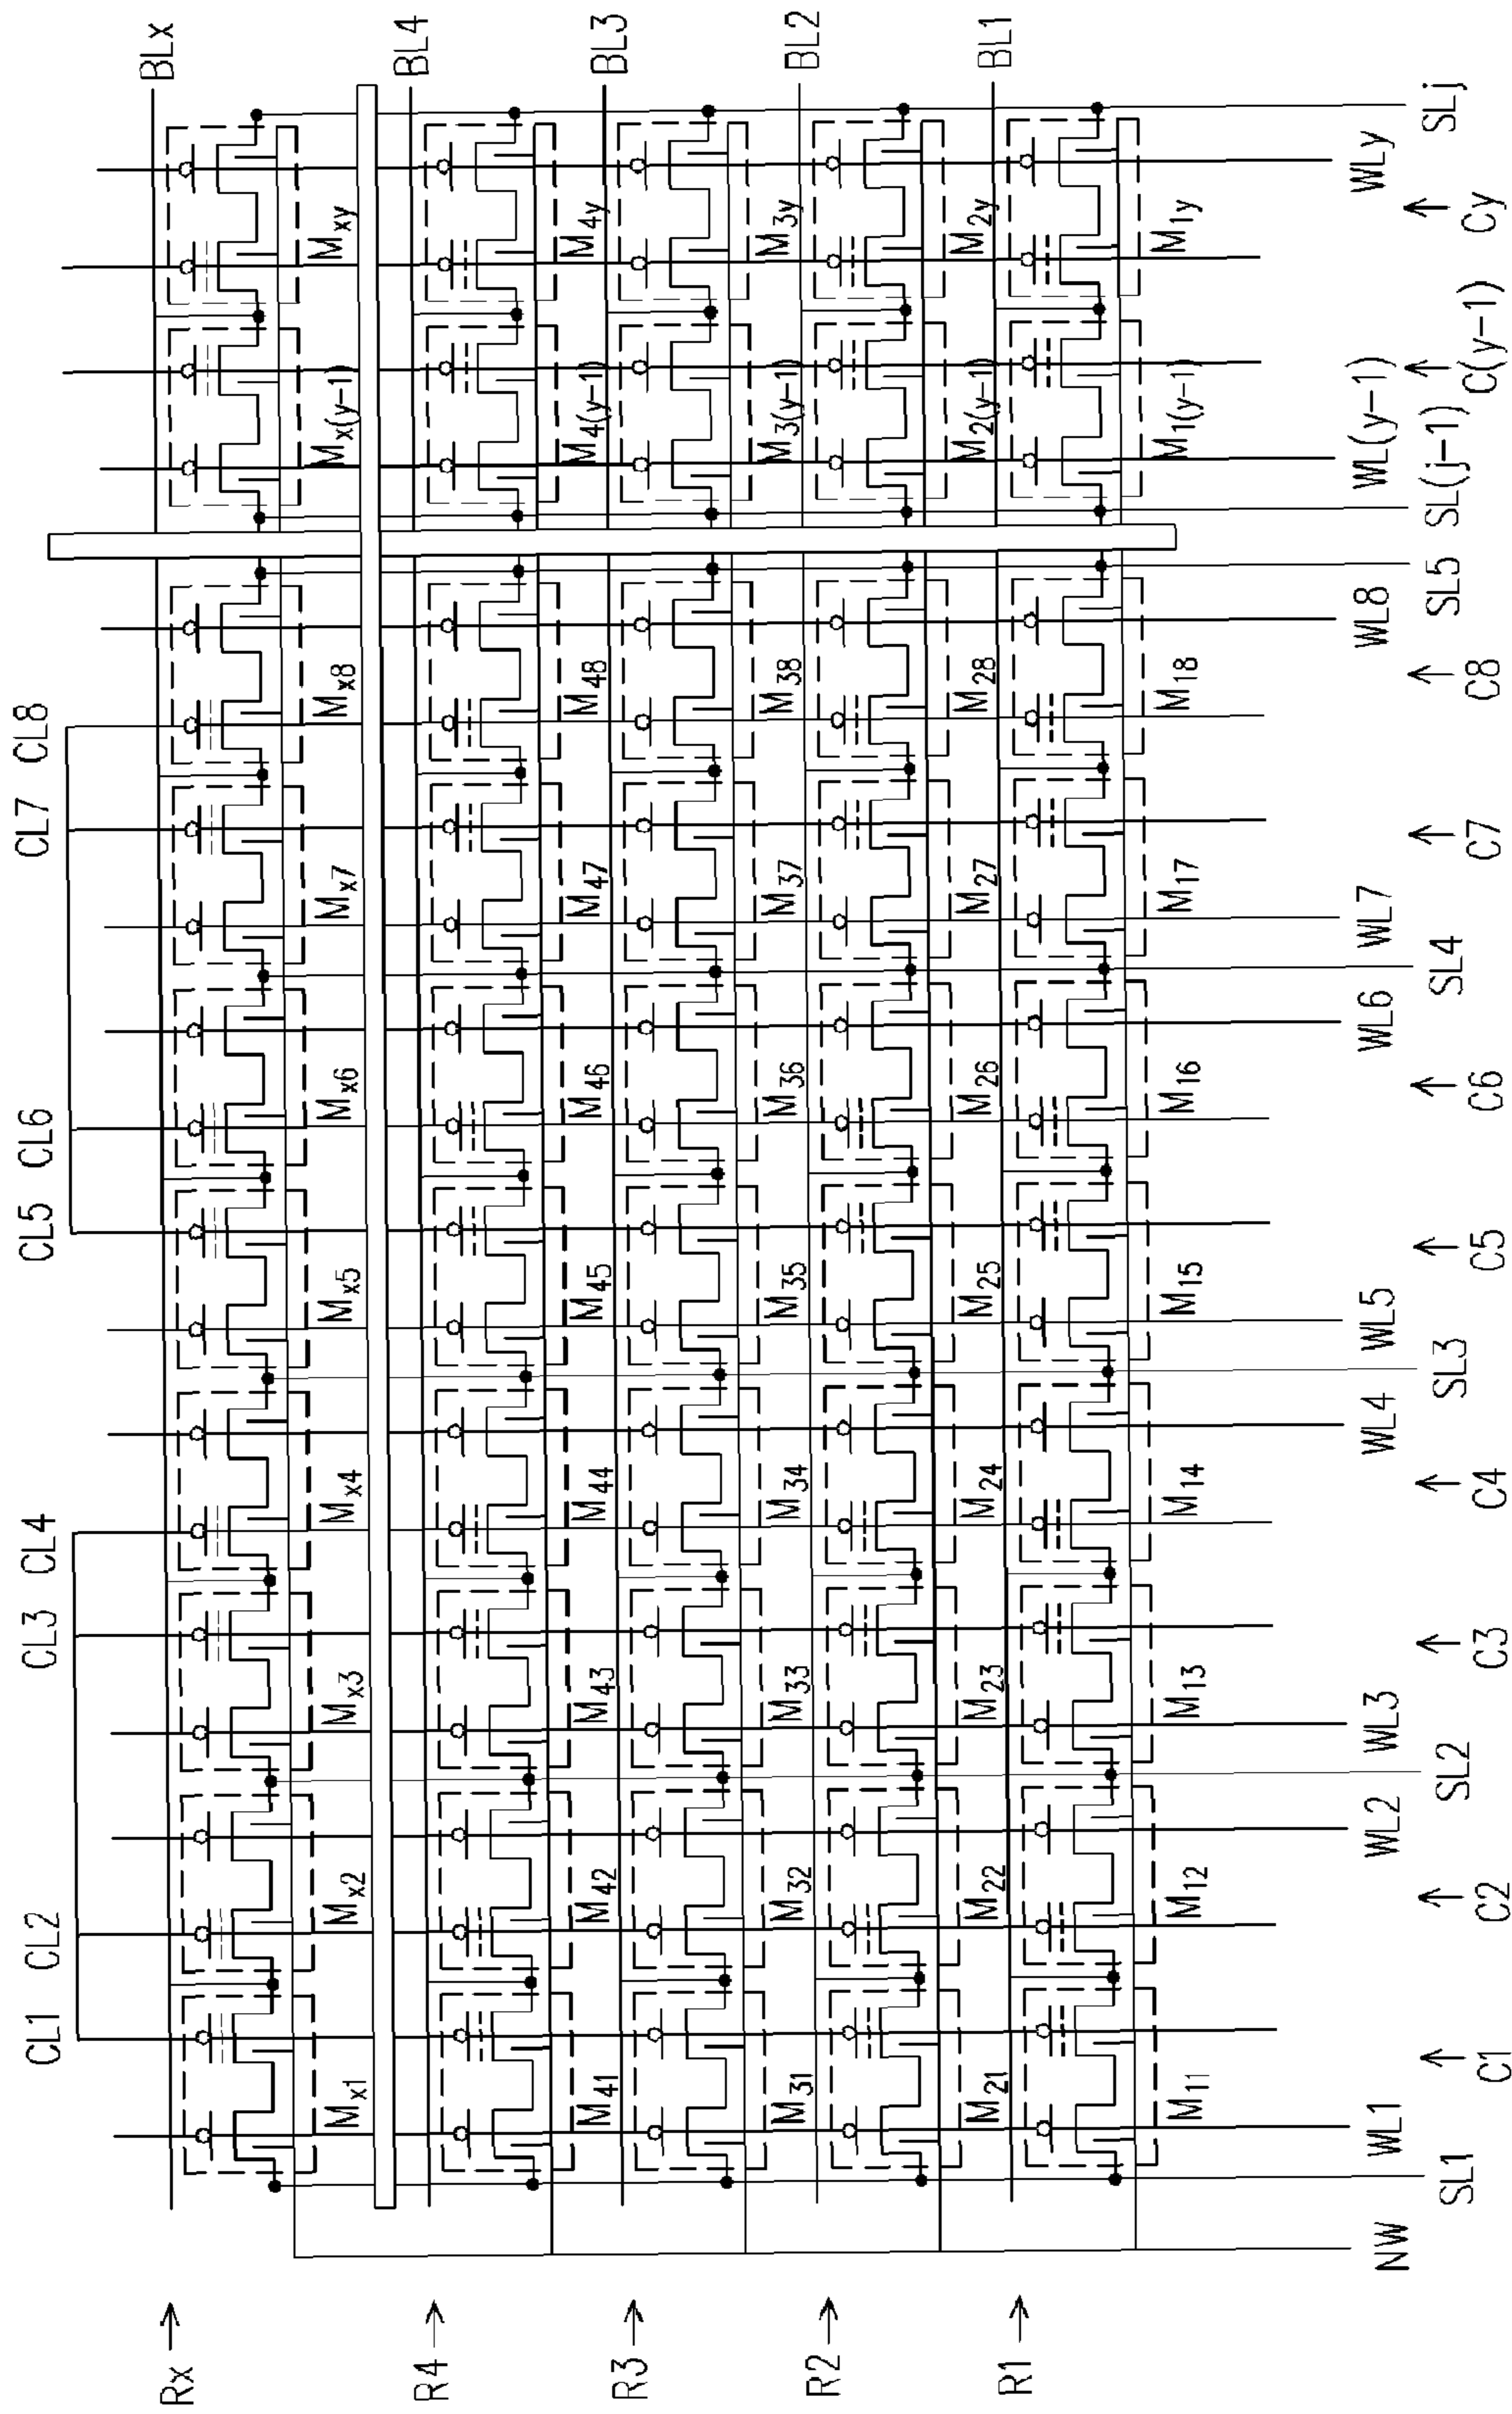 CL1 CL2 CL3 CL4 CL5 CL6 CL7 CL8
Rx BLx
Mx1 Mx2 Mx3 Mx4 Mx5 Mx6 Mx7 Mx8 Mx(y-1) Mxy
R4 BL4
M41 M42 M43 M44 M45 M46 M47 M48 M4(y-1) M4y
R3 BL3
M31 M32 M33 M34 M35 M36 M37 M38 M3(y-1) M3y
R2 BL2
M21 M22 M23 M24 M25 M26 M27 M28 M2(y-1) M2y
R1 BL1
M11 M12 M13 M14 M15 M16 M17 M18 M1(y-1) M1y
NW WL1 WL2 WL3 WL4 WL5 WL6 WL7 WL8 WL(y-1) WLy
SL1 SL2 SL3 SL4 SL5 SL(j-1) SLj
C1 C2 C3 C4 C5 C6 C7 C8 C(y-1) Cy